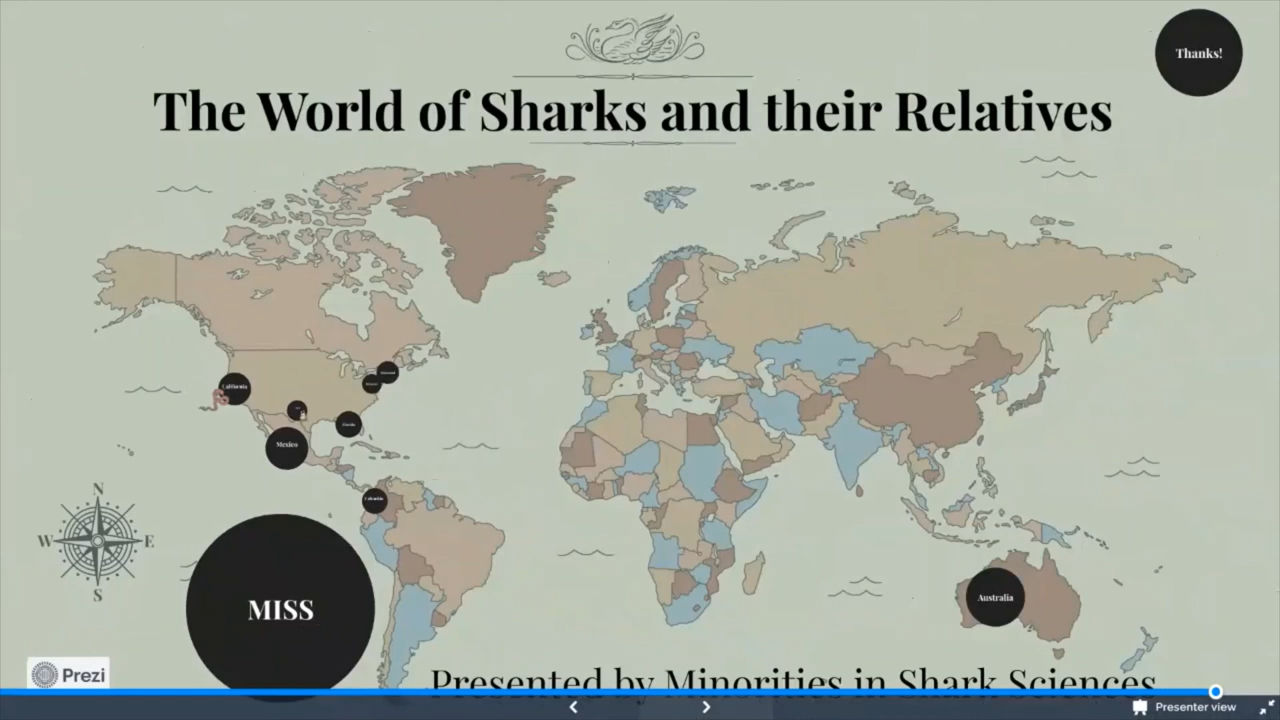 Thanks!
The World of Sharks and their Relatives
California
Florida
Mexico
Colombia
N
W
E
S
MISS
Australia
Presented by Minorities in Shark Sciences
Prezi
Presenter view